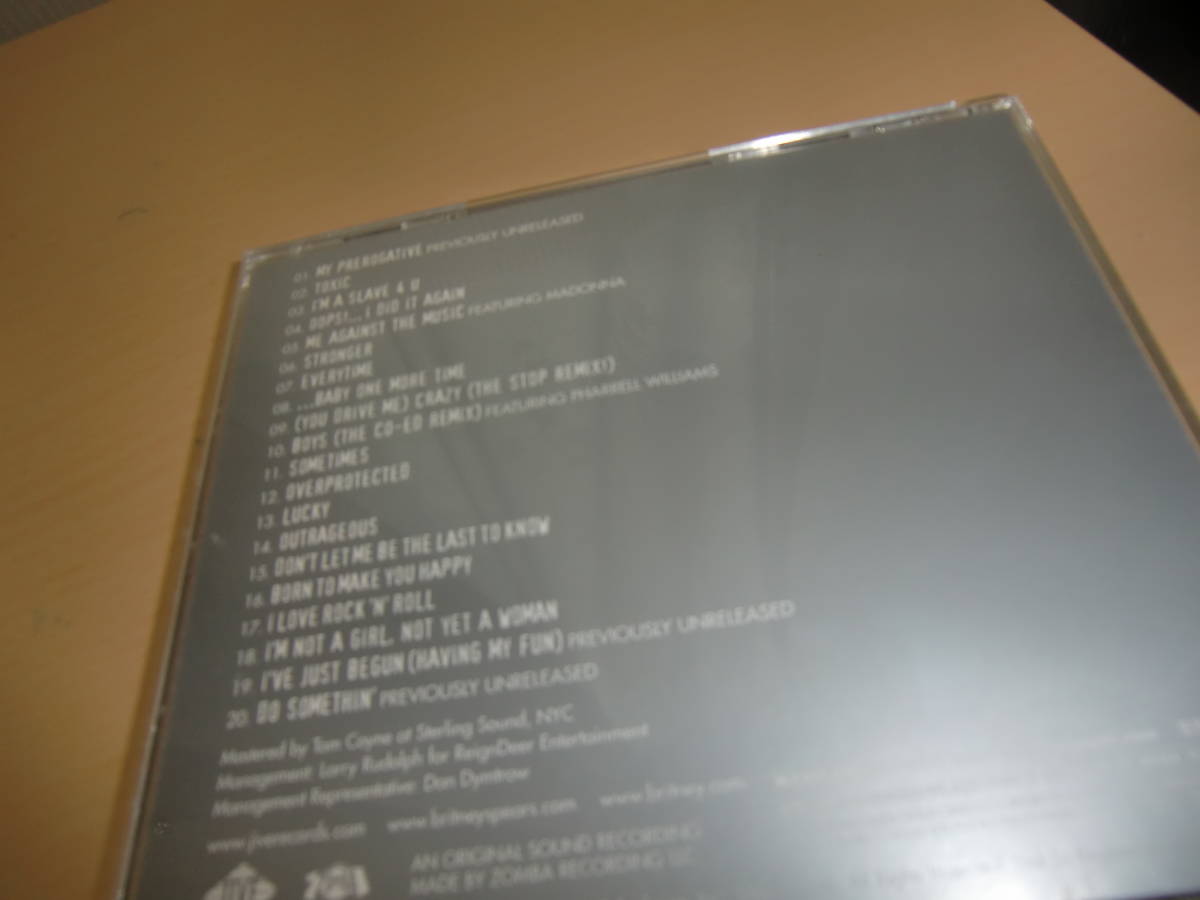 01. MY PREROGATIVE PREVIOUSLY UNRELEASED
02. TOXIC
03. I'M A SLAVE 4 U
04. OOPS!... I DID IT AGAIN
05. ME AGAINST THE MUSIC FEATURING MADONNA
06. STRONGER
07. EVERYTIME
08. ...BABY ONE MORE TIME
09. (YOU DRIVE ME) CRAZY (THE STOP REMIX!)
10. BOYS (THE CO-ED REMIX) FEATURING PHARRELL WILLIAMS
11. SOMETIMES
12. OVERPROTECTED
13. LUCKY
14. OUTRAGEOUS
15. DON'T LET ME BE THE LAST TO KNOW
16. BORN TO MAKE YOU HAPPY
17. I LOVE ROCK 'N' ROLL
18. I'M NOT A GIRL, NOT YET A WOMAN
19. I'VE JUST BEGUN (HAVING MY FUN) PREVIOUSLY UNRELEASED
20. DO SOMETHIN' PREVIOUSLY UNRELEASED
Mastered by Tom Coyne at Sterling Sound, NYC
Management: Larry Rudolph for ReignDeer Entertainment
Management Representative: Dan Dymtrow
www.jiverecords.com www.britneyspears.com www.britney.com
AN ORIGINAL SOUND RECORDING
MADE BY ZOMBA RECORDING LLC